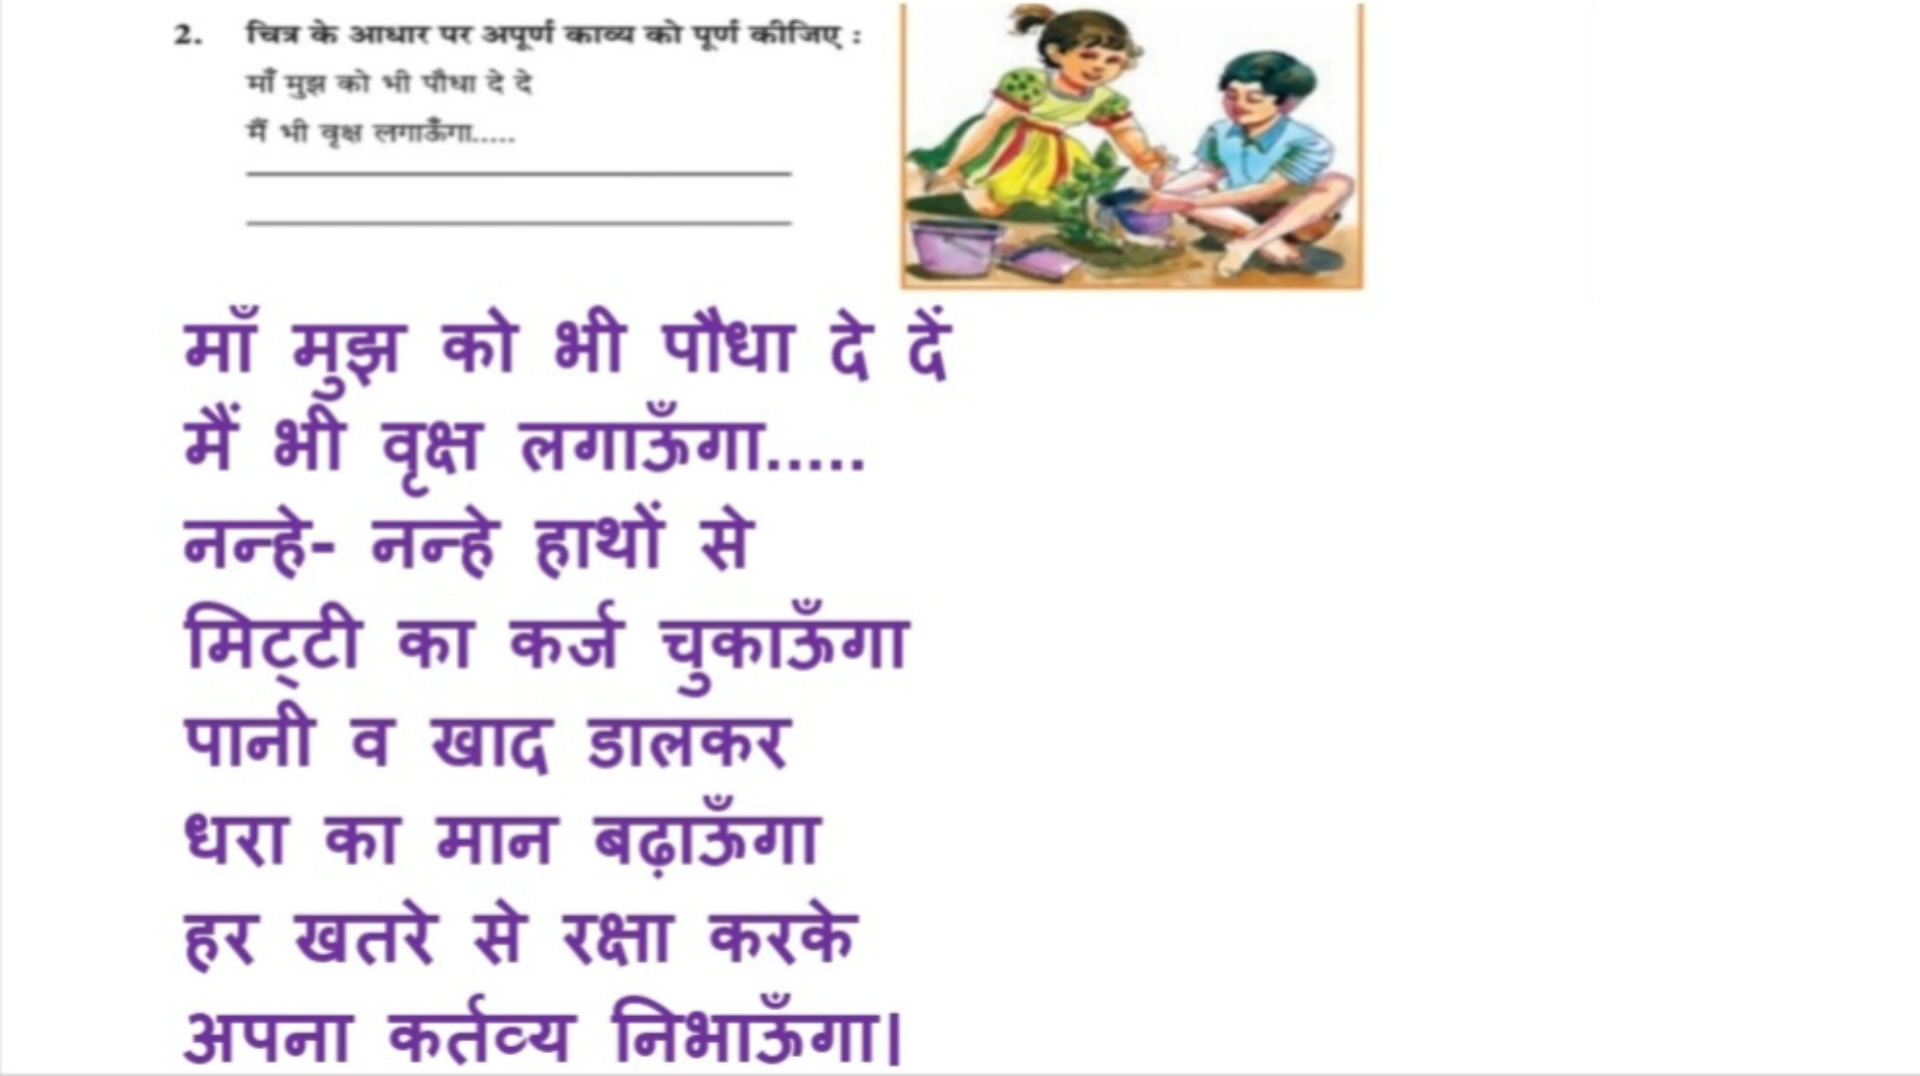 2. चित्र के आधार पर अपूर्ण काव्य को पूर्ण कीजिए :
माँ मुझ को भी पौधा दे दे
मैं भी वृक्ष लगाऊँगा.....
माँ मुझ को भी पौधा दे दें
मैं भी वृक्ष लगाऊँगा.....
नन्हे- नन्हे हाथों से
मिट्‌टी का कर्ज चुकाऊँगा
पानी व खाद डालकर
धरा का मान बढ़ाऊँगा
हर खतरे से रक्षा करके
अपना कर्तव्य निभाऊँगा|